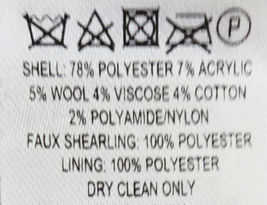 P
SHELL: 78% POLYESTER 7% ACRYLIC
5% WOOL 4% VISCOSE 4% COTTON
2% POLYAMIDE/NYLON
FAUX SHEARLING: 100% POLYESTER
LINING: 100% POLYESTER
DRY CLEAN ONLY